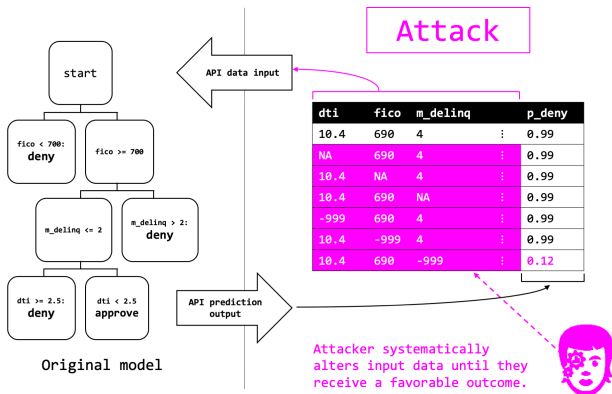 Attack
start
API data input
dti fico m_delinq p_deny
10.4 690 4 ⋮ 0.99
NA 690 4 ⋮ 0.99
10.4 NA 4 ⋮ 0.99
10.4 690 NA ⋮ 0.99
-999 690 4 ⋮ 0.99
10.4 -999 4 ⋮ 0.99
10.4 690 -999 ⋮ 0.12
fico < 700:
deny
fico >= 700
m_delinq <= 2
m_delinq > 2:
deny
dti >= 2.5:
deny
dti < 2.5
approve
API prediction
output
Original model
Attacker systematically
alters input data until they
receive a favorable outcome.